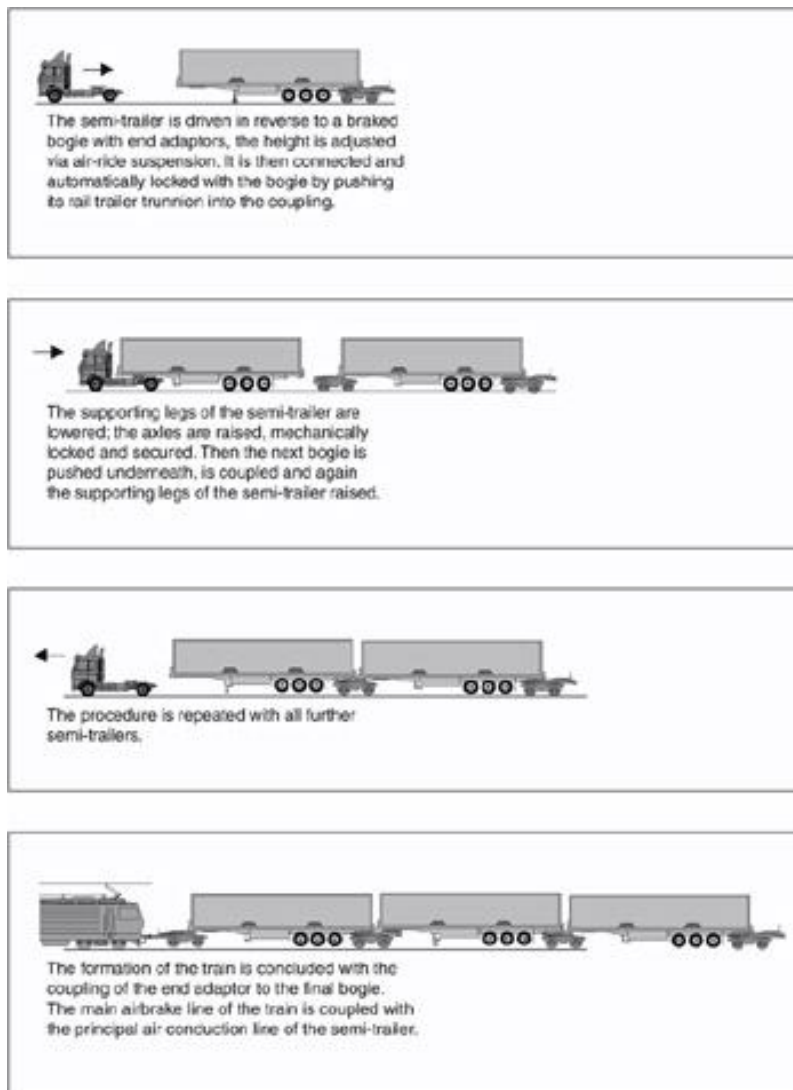 The semi-trailer is driven in reverse to a braked
bogie with end adaptors, the height is adjusted
via air-ride suspension. It is then connected and
automatically locked with the bogie by pushing
its rail trailer trunnion into the coupling.
The supporting legs of the semi-trailer are
lowered; the axles are raised, mechanically
locked and secured. Then the next bogie is
pushed underneath, is coupled and again
the supporting legs of the semi-trailer raised.
The procedure is repeated with all further
semi-trailers.
The formation of the train is concluded with the
coupling of the end adaptor to the final bogie.
The main airbrake line of the train is coupled with
the principal air conduction line of the semi-trailer.